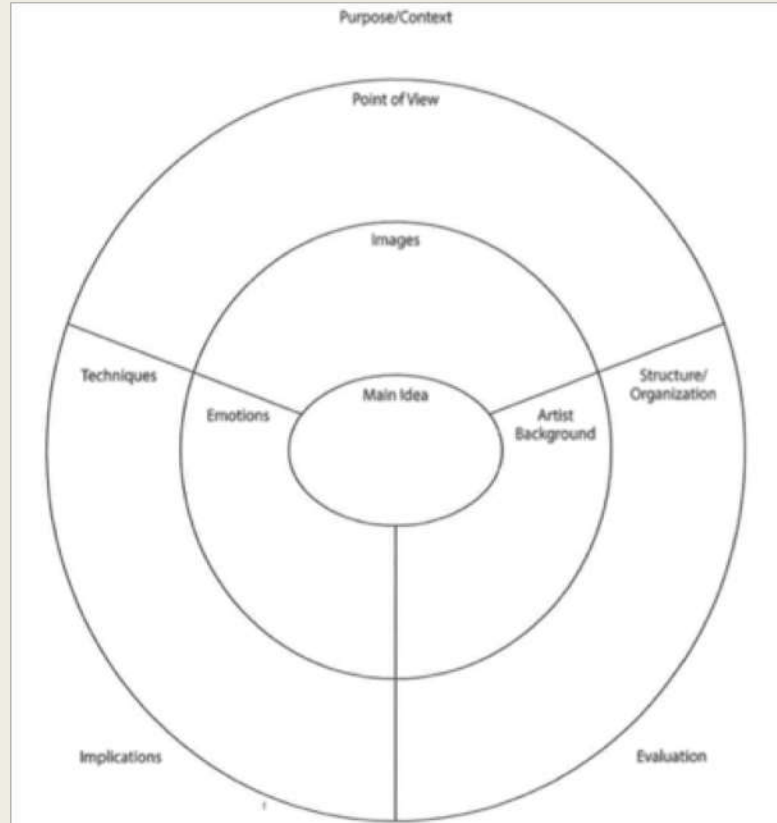 Purpose/Context
Point of View
Images
Techniques
Emotions
Main Idea
Artist
Background
Structure/
Organization
Implications
Evaluation